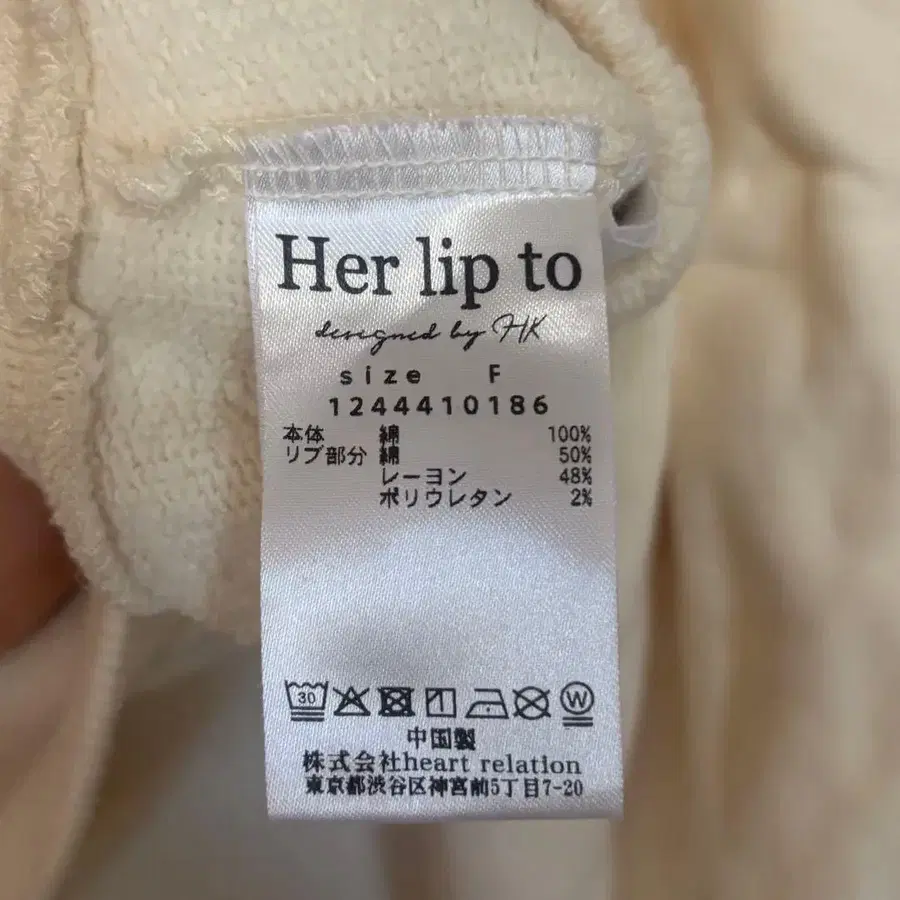 Her lip to
designed by HK
size F
1244410186
本体 綿 100%
リブ部分 綿 50%
レーヨン 48%
ポリウレタン 2%
30 W
中国製
株式会社heart relation
東京都渋谷区神宮前5丁目7-20